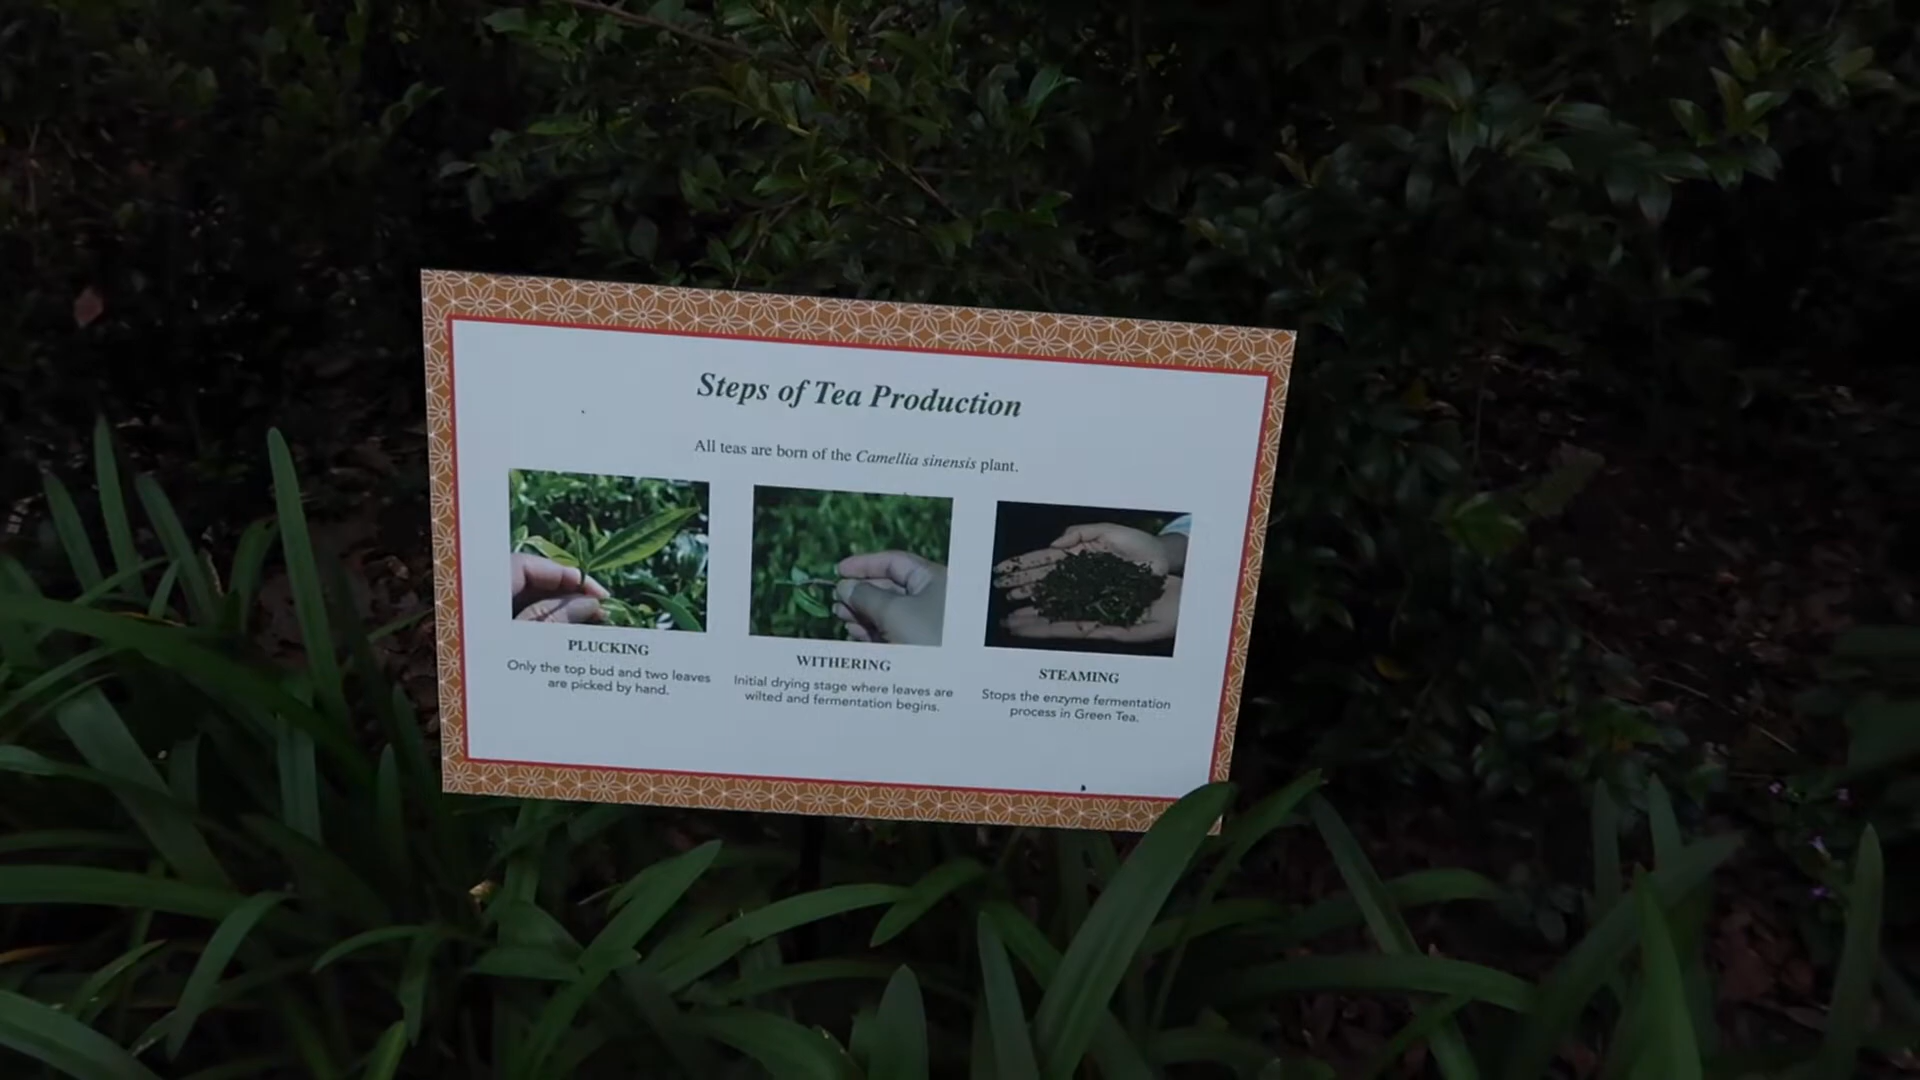 Steps of Tea Production
All teas are born of the Camellia sinensis plant.
PLUCKING
Only the top bud and two leaves
are picked by hand.
WITHERING
Initial drying stage where leaves are
wilted and fermentation begins.
STEAMING
Stops the enzyme fermentation
process in Green Tea.